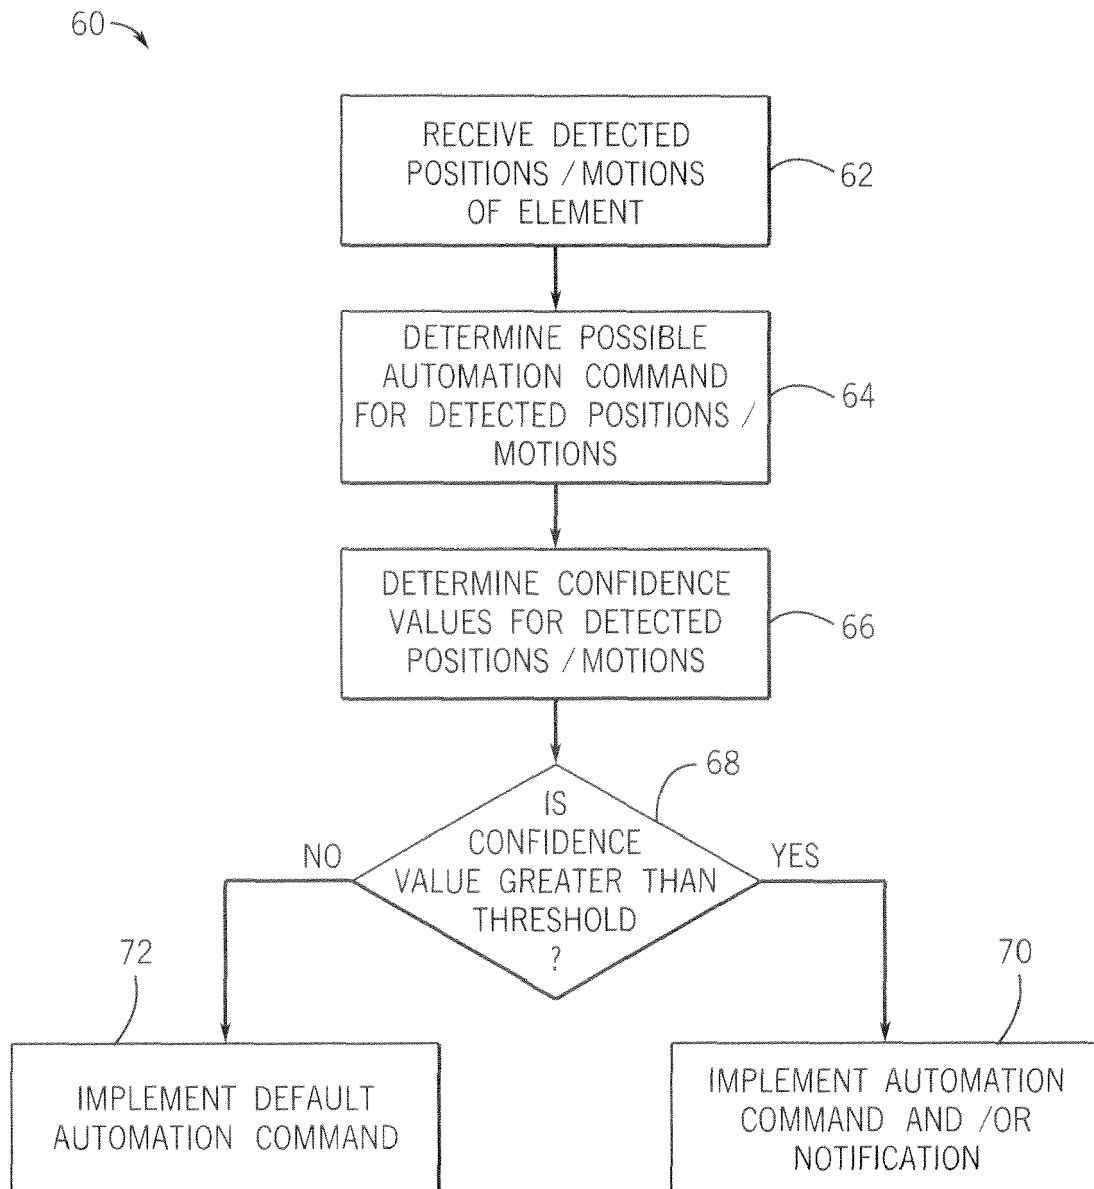 60
RECEIVE DETECTED
POSITIONS / MOTIONS
OF ELEMENT
62
DETERMINE POSSIBLE
AUTOMATION COMMAND
FOR DETECTED POSITIONS /
MOTIONS
64
DETERMINE CONFIDENCE
VALUES FOR DETECTED
POSITIONS / MOTIONS
66
68
IS
CONFIDENCE
VALUE GREATER THAN
THRESHOLD
?
NO
YES
72
IMPLEMENT DEFAULT
AUTOMATION COMMAND
70
IMPLEMENT AUTOMATION
COMMAND AND /OR
NOTIFICATION